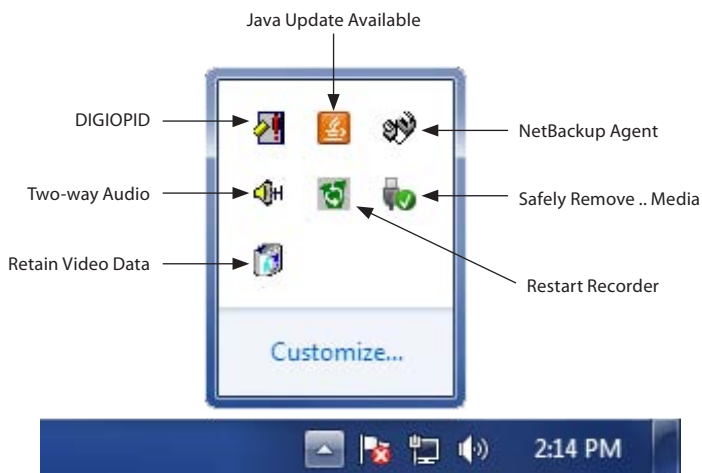 Java Update Available
DIGIOPID
NetBackup Agent
Two-way Audio
Safely Remove .. Media
Retain Video Data
Restart Recorder
Customize...
2:14 PM